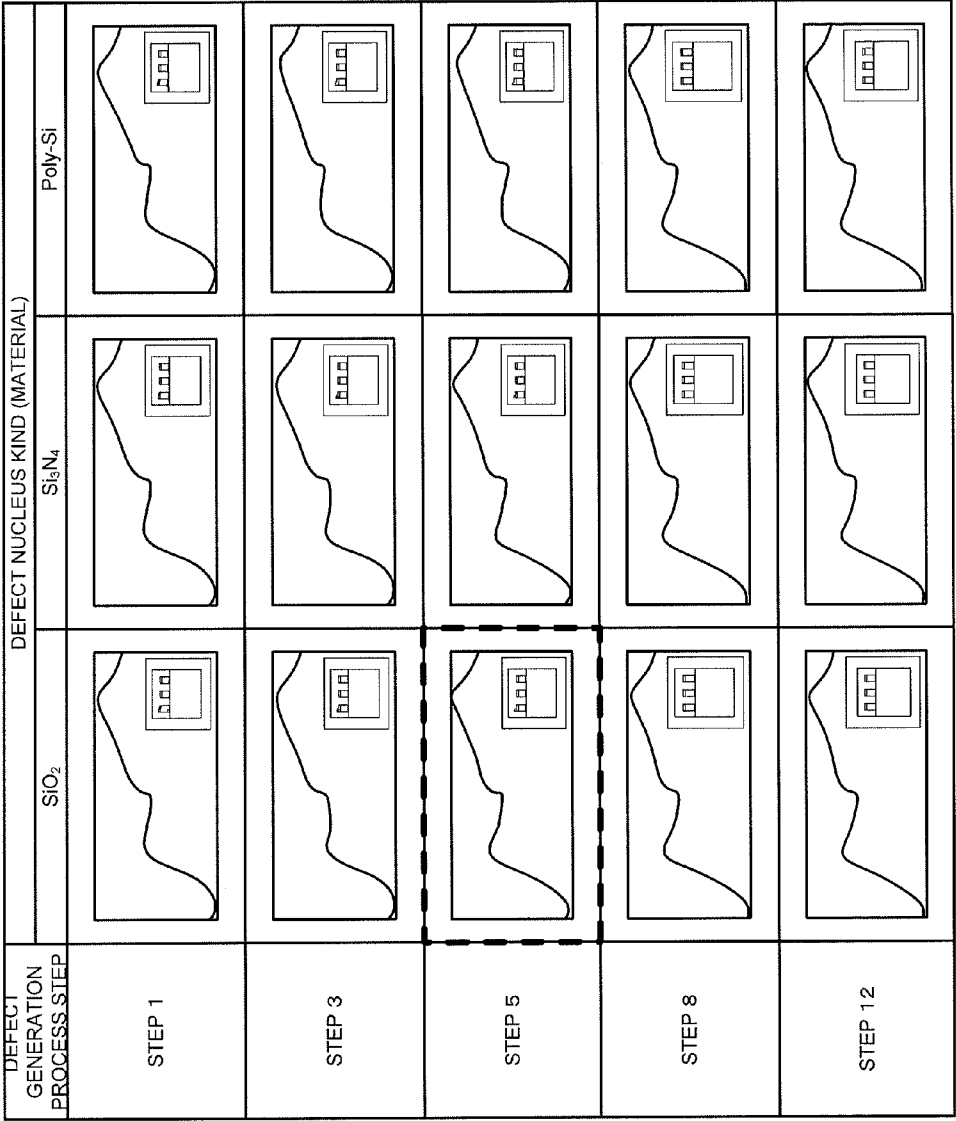 DEFECT
GENERATION
PROCESS STEP
DEFECT NUCLEUS KIND (MATERIAL)
SiO₂
Si₃N₄
Poly-Si
STEP 1
STEP 3
STEP 5
STEP 8
STEP 12